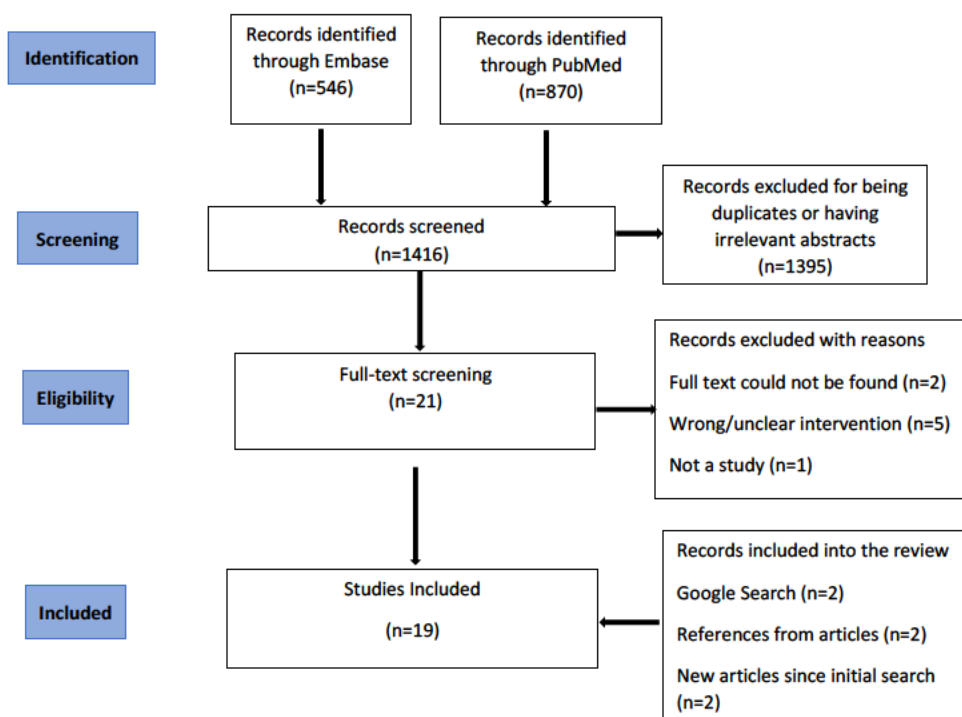 Identification
Records identified
through Embase
(n=546)
Records identified
through PubMed
(n=870)
Screening
Records screened
(n=1416)
Records excluded for being
duplicates or having
irrelevant abstracts
(n=1395)
Eligibility
Full-text screening
(n=21)
Records excluded with reasons
Full text could not be found (n=2)
Wrong/unclear intervention (n=5)
Not a study (n=1)
Included
Studies Included
(n=19)
Records included into the review
Google Search (n=2)
References from articles (n=2)
New articles since initial search
(n=2)